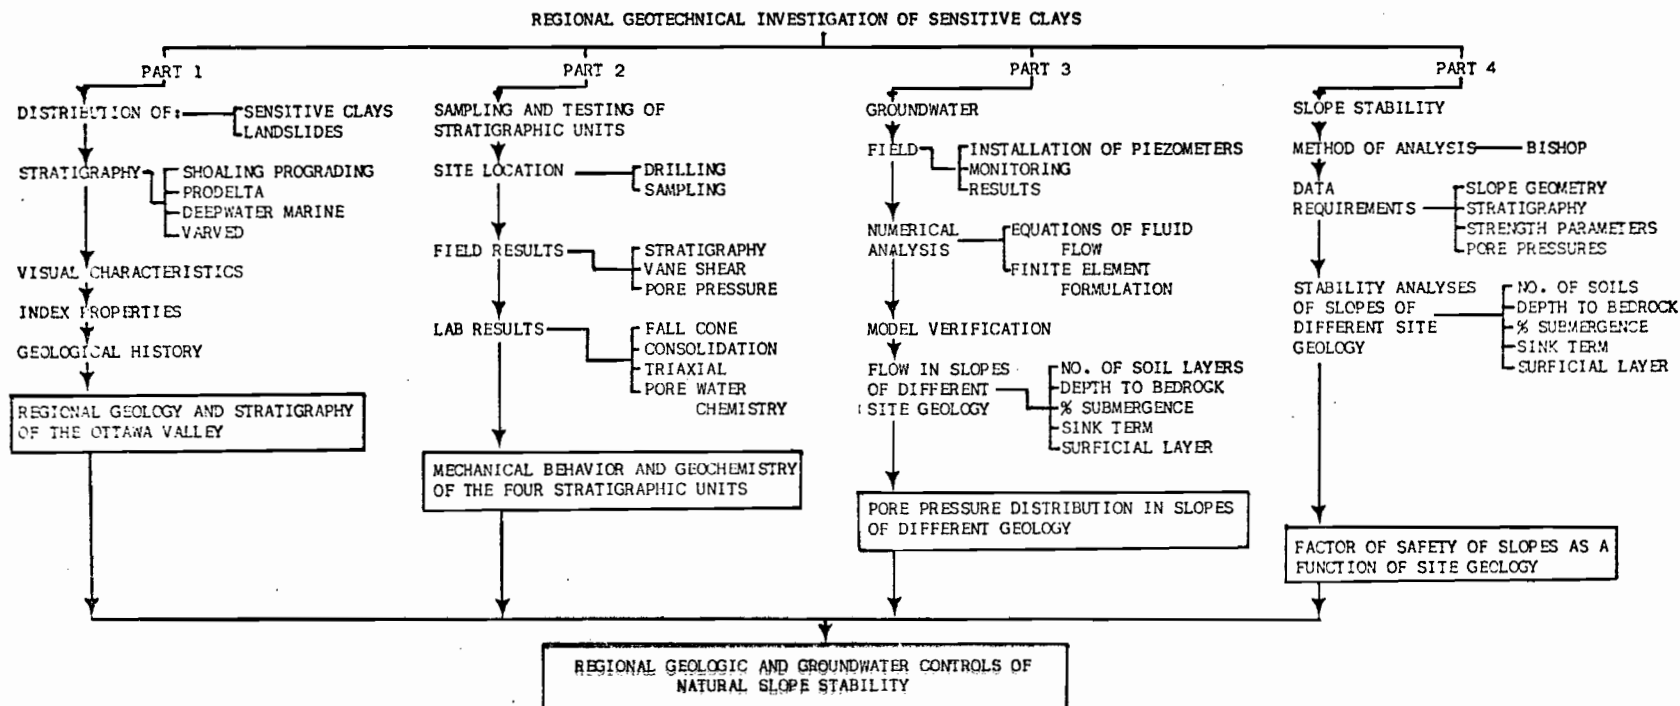 REGIONAL GEOTECHNICAL INVESTIGATION OF SENSITIVE CLAYS
PART 1
DISTRIBUTION OF:
SENSITIVE CLAYS
LANDSLIDES
STRATIGRAPHY
SHOALING PROGRADING
PRODELTA
DEEPWATER MARINE
VARVED
VISUAL CHARACTERISTICS
INDEX PROPERTIES
GEOLOGICAL HISTORY
REGIONAL GEOLOGY AND STRATIGRAPHY
OF THE OTTAWA VALLEY
PART 2
SAMPLING AND TESTING OF
STRATIGRAPHIC UNITS
SITE LOCATION
DRILLING
SAMPLING
FIELD RESULTS
STRATIGRAPHY
VANE SHEAR
PORE PRESSURE
LAB RESULTS
FALL CONE
CONSOLIDATION
TRIAXIAL
PORE WATER
CHEMISTRY
MECHANICAL BEHAVIOR AND GEOCHEMISTRY
OF THE FOUR STRATIGRAPHIC UNITS
PART 3
GROUNDWATER
FIELD
INSTALLATION OF PIEZOMETERS
MONITORING
RESULTS
NUMERICAL
ANALYSIS
EQUATIONS OF FLUID
FLOW
FINITE ELEMENT
FORMULATION
MODEL VERIFICATION
FLOW IN SLOPES
OF DIFFERENT
SITE GEOLOGY
NO. OF SOIL LAYERS
DEPTH TO BEDROCK
% SUBMERGENCE
SINK TERM
SURFICIAL LAYER
PORE PRESSURE DISTRIBUTION IN SLOPES
OF DIFFERENT GEOLOGY
PART 4
SLOPE STABILITY
METHOD OF ANALYSIS
BISHOP
DATA
REQUIREMENTS
SLOPE GEOMETRY
STRATIGRAPHY
STRENGTH PARAMETERS
PORE PRESSURES
STABILITY ANALYSES
OF SLOPES OF
DIFFERENT SITE
GEOLOGY
NO. OF SOILS
DEPTH TO BEDROCK
% SUBMERGENCE
SINK TERM
SURFICIAL LAYER
FACTOR OF SAFETY OF SLOPES AS A
FUNCTION OF SITE GEOLOGY
REGIONAL GEOLOGIC AND GROUNDWATER CONTROLS OF
NATURAL SLOPE STABILITY